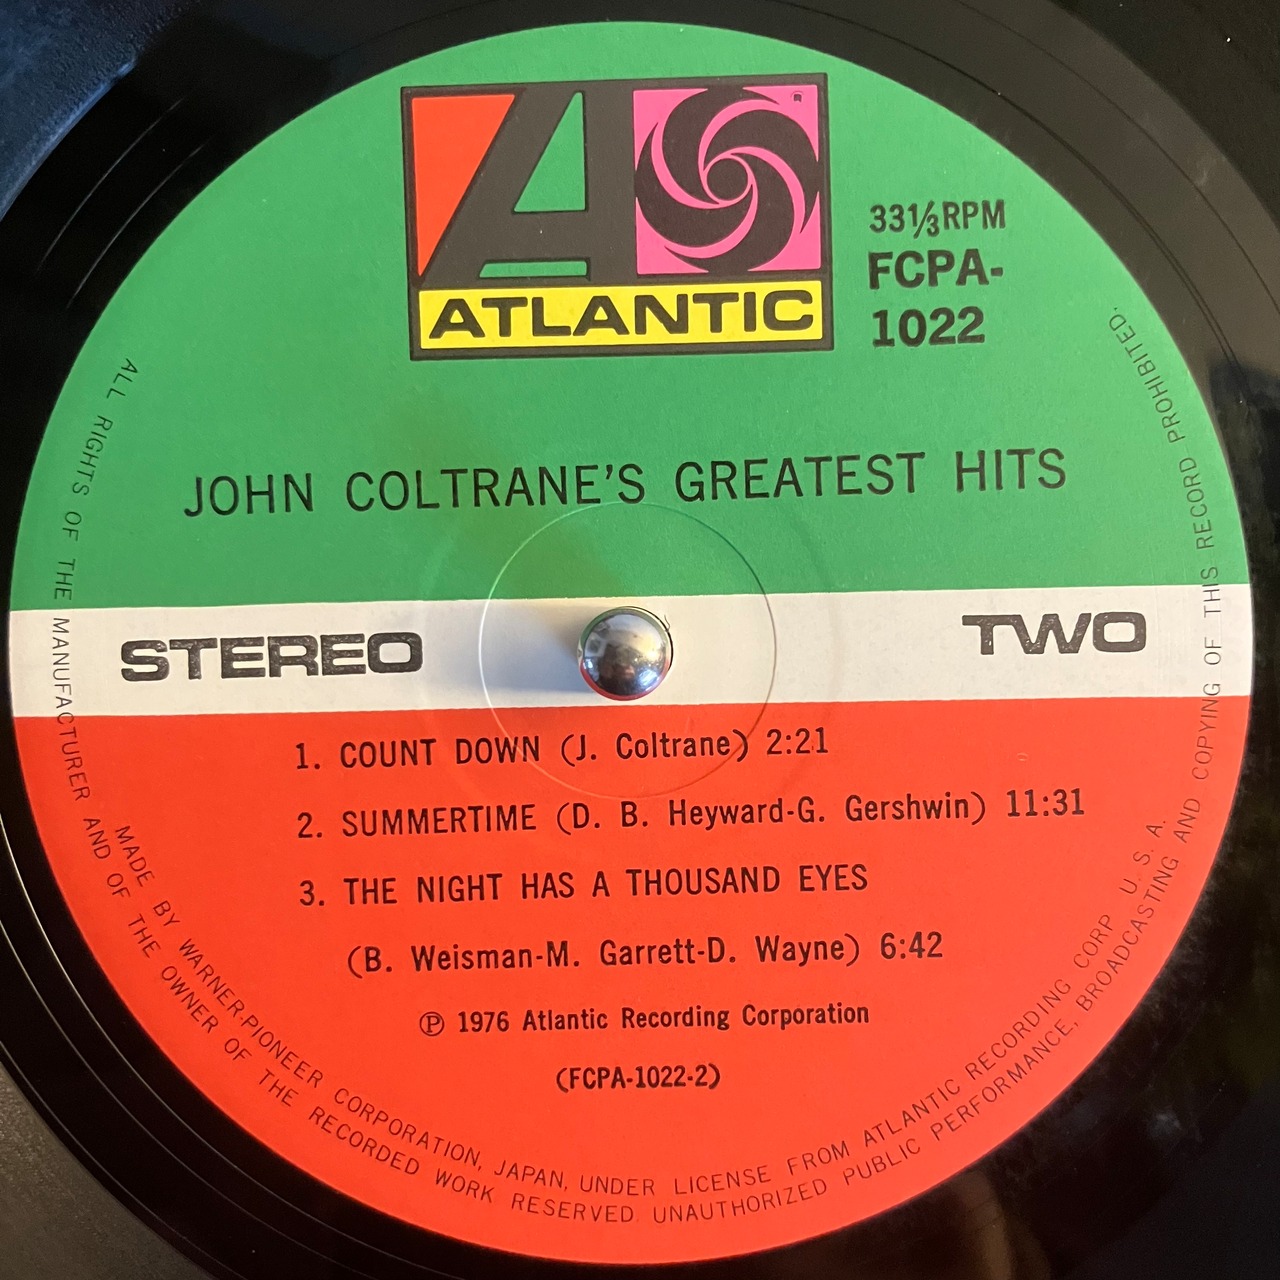 ATLANTIC
33⅓RPM
FCPA-
1022
JOHN COLTRANE'S GREATEST HITS
STEREO
TWO
1. COUNT DOWN (J. Coltrane) 2:21
2. SUMMERTIME (D. B. Heyward-G. Gershwin) 11:31
3. THE NIGHT HAS A THOUSAND EYES
(B. Weisman-M. Garrett-D. Wayne) 6:42
℗ 1976 Atlantic Recording Corporation
(FCPA-1022-2)
MADE BY WARNER-PIONEER CORPORATION, JAPAN, UNDER LICENSE FROM ATLANTIC RECORDING CORP. U. S. A.
ALL RIGHTS OF THE MANUFACTURER AND OF THE OWNER OF THE RECORDED WORK RESERVED. UNAUTHORIZED PUBLIC PERFORMANCE, BROADCASTING AND COPYING OF THIS RECORD PROHIBITED.